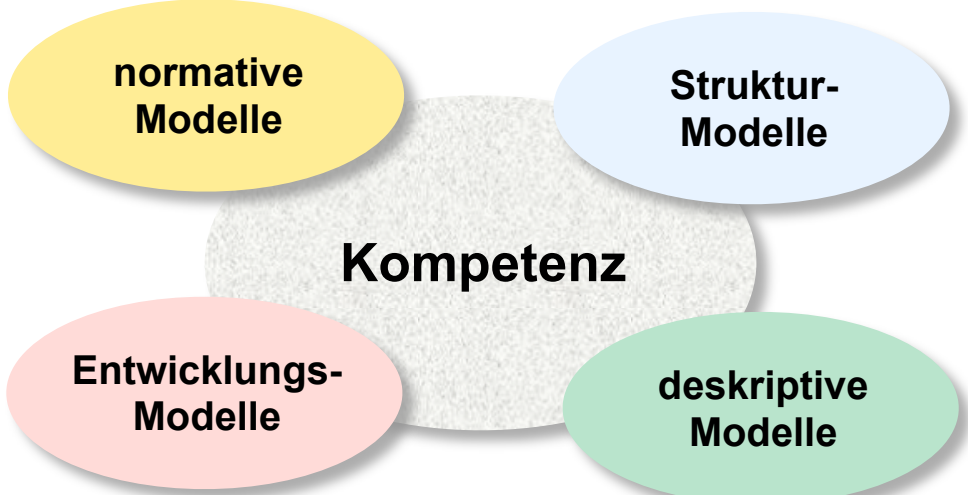 normative
Modelle
Struktur-
Modelle
Kompetenz
Entwicklungs-
Modelle
deskriptive
Modelle